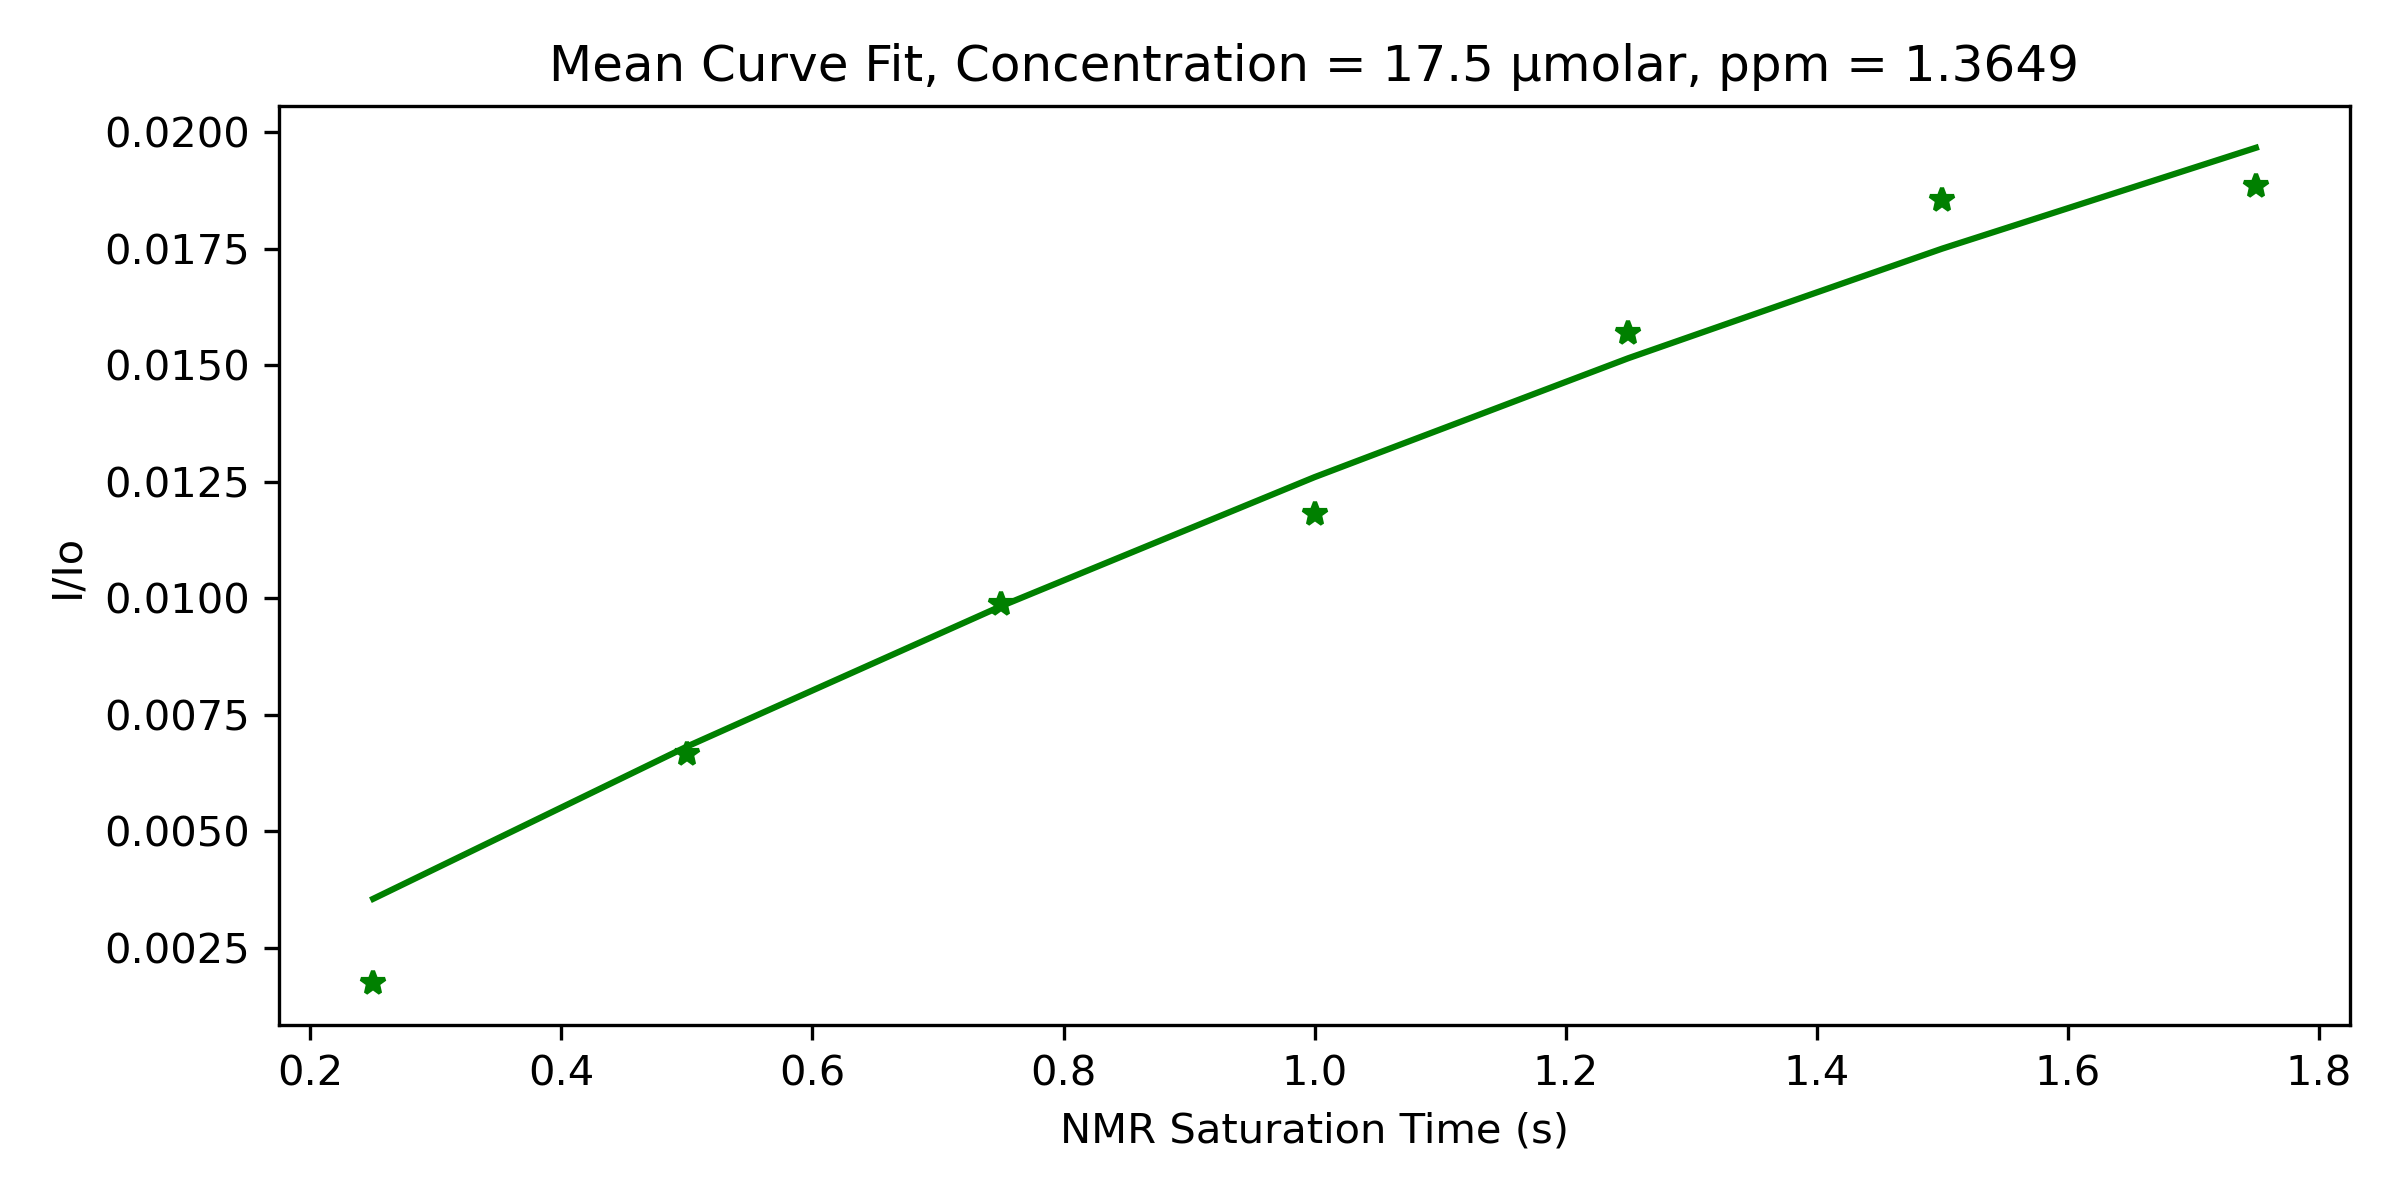 Mean Curve Fit, Concentration = 17.5 µmolar, ppm = 1.3649
0.0200
0.0175
0.0150
0.0125
0.0100
0.0075
0.0050
0.0025
I/Io
0.2 0.4 0.6 0.8 1.0 1.2 1.4 1.6 1.8
NMR Saturation Time (s)